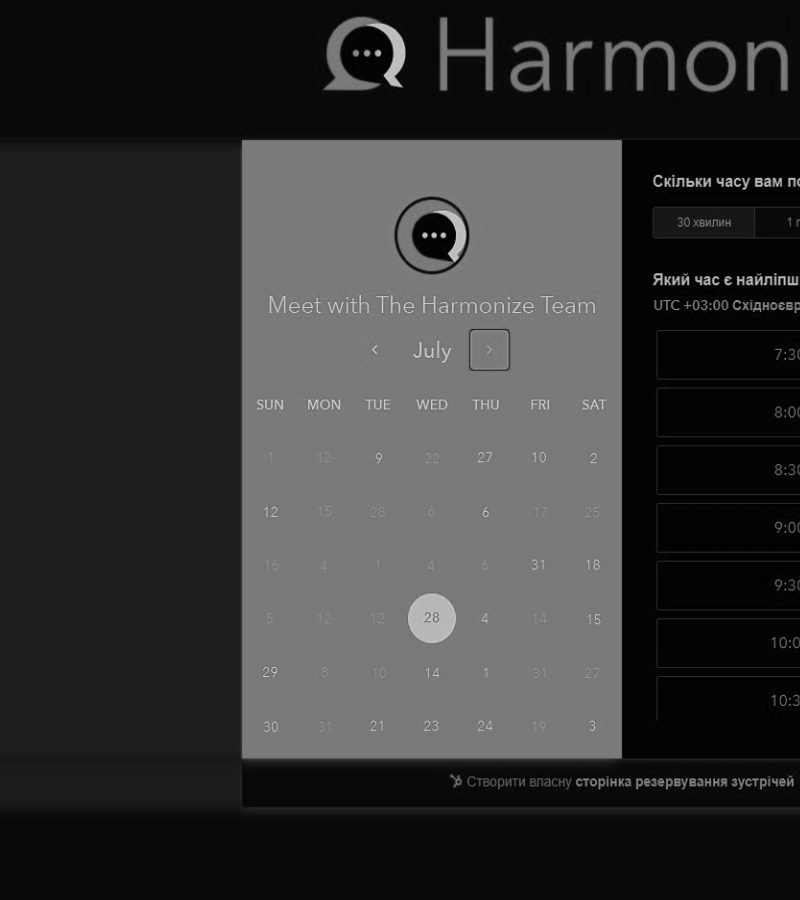 Harmon
Meet with The Harmonize Team
July
SUN MON TUE WED THU FRI SAT
1 12 9 22 27 10 2
12 15 28 6 6 17 25
16 4 1 4 6 31 18
5 12 12 28 4 14 15
29 8 10 14 1 31 27
30 31 21 23 24 19 3
Скільки часу вам по
30 хвилин 1 г
Який час є найліпш
UTC +03:00 Східноєвр
7:30
8:00
8:30
9:00
9:30
10:0
10:3
Створити власну сторінка резервування зустрічей